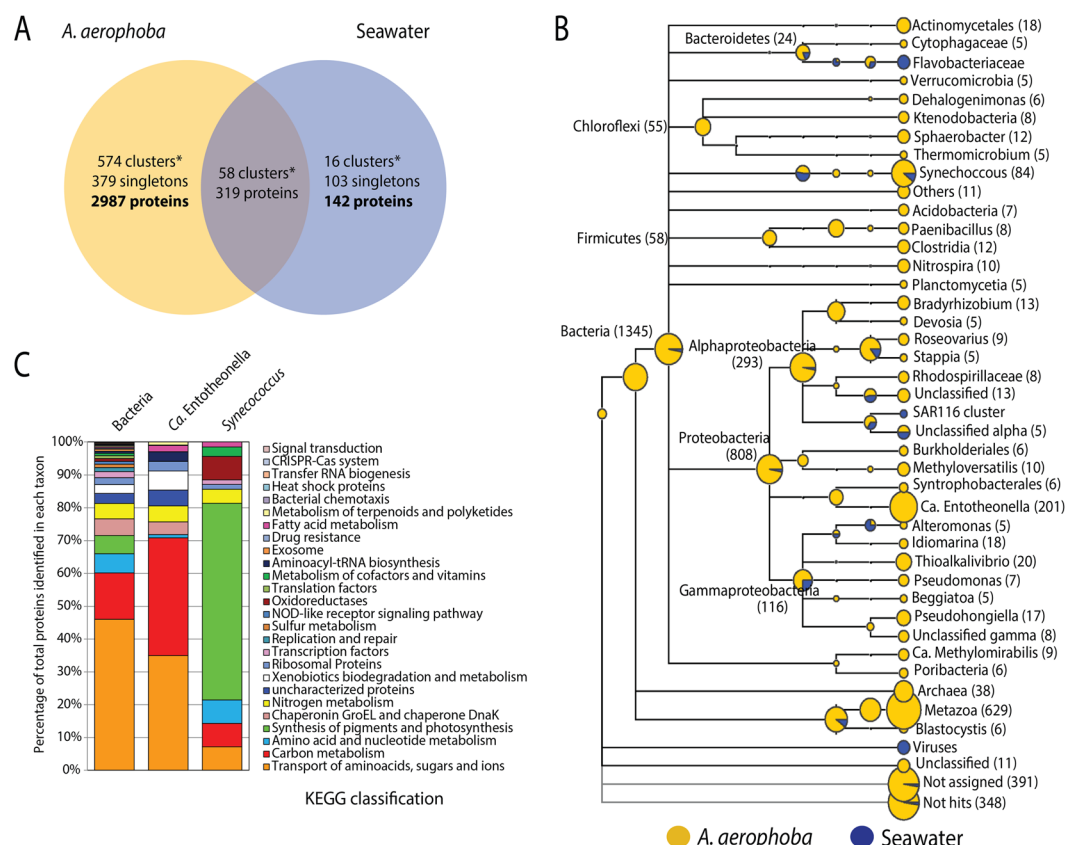 A
A. aerophoba
Seawater
574 clusters*
379 singletons
2987 proteins
58 clusters*
319 proteins
16 clusters*
103 singletons
142 proteins
B
Bacteroidetes (24)
Chloroflexi (55)
Firmicutes (58)
Bacteria (1345)
Alphaproteobacteria
(293)
Proteobacteria
(808)
Gammaproteobacteria
(116)
Actinomycetales (18)
Cytophagaceae (5)
Flavobacteriaceae
Verrucomicrobia (5)
Dehalogenimonas (6)
Ktenodobacteria (8)
Sphaerobacter (12)
Thermomicrobium (5)
Synechoccous (84)
Others (11)
Acidobacteria (7)
Paenibacillus (8)
Clostridia (12)
Nitrospira (10)
Planctomycetia (5)
Bradyrhizobium (13)
Devosia (5)
Roseovarius (9)
Stappia (5)
Rhodospirillaceae (8)
Unclassified (13)
SAR116 cluster
Unclassified alpha (5)
Burkholderiales (6)
Methyloversatilis (10)
Syntrophobacterales (6)
Ca. Entotheonella (201)
Alteromonas (5)
Idiomarina (18)
Thioalkalivibrio (20)
Pseudomonas (7)
Beggiatoa (5)
Pseudohongiella (17)
Unclassified gamma (8)
Ca. Methylomirabilis (9)
Poribacteria (6)
Archaea (38)
Metazoa (629)
Blastocystis (6)
Viruses
Unclassified (11)
Not assigned (391)
Not hits (348)
A. aerophoba
Seawater
C
Bacteria
Ca. Entotheonella
Synecococcus
Percentage of total proteins identified in each taxon
100%
90%
80%
70%
60%
50%
40%
30%
20%
10%
0%
Signal transduction
CRISPR-Cas system
Transfer RNA biogenesis
Heat shock proteins
Bacterial chemotaxis
Metabolism of terpenoids and polyketides
Fatty acid metabolism
Drug resistance
Exosome
Aminoacyl-tRNA biosynthesis
Metabolism of cofactors and vitamins
Translation factors
Oxidoreductases
NOD-like receptor signaling pathway
Sulfur metabolism
Replication and repair
Transcription factors
Ribosomal Proteins
Xenobiotics biodegradation and metabolism
uncharacterized proteins
Nitrogen metabolism
Chaperonin GroEL and chaperone DnaK
Synthesis of pigments and photosynthesis
Amino acid and nucleotide metabolism
Carbon metabolism
Transport of aminoacids, sugars and ions
KEGG classification